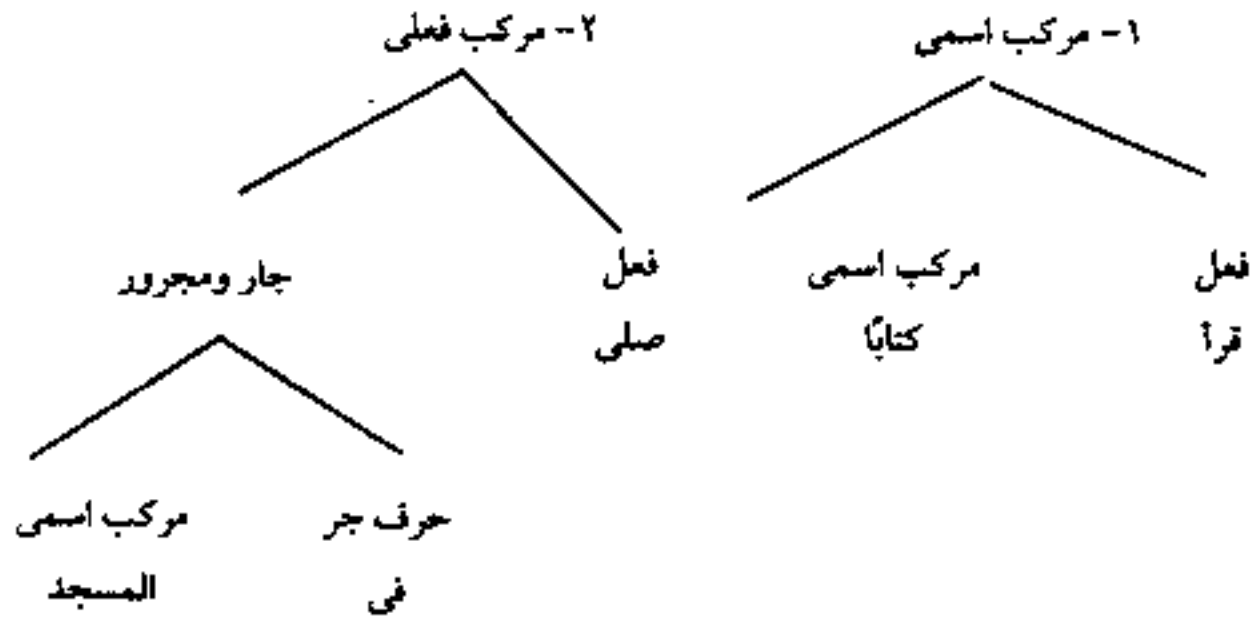 ١ - مركب اسمى
٢ - مركب فعلى
فعل
مركب اسمى
فعل
جار ومجرور
قرأ
كتابًا
صلى
حرف جر
مركب اسمى
فى
المسجد